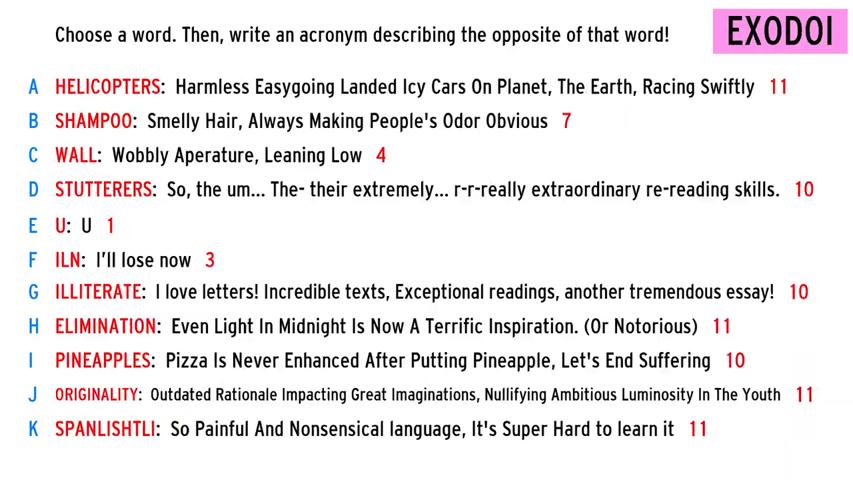 Choose a word. Then, write an acronym describing the opposite of that word!
EXODOI
A HELICOPTERS: Harmless Easygoing Landed Icy Cars On Planet, The Earth, Racing Swiftly 11
B SHAMPOO: Smelly Hair, Always Making People's Odor Obvious 7
C WALL: Wobbly Aperature, Leaning Low 4
D STUTTERERS: So, the um... The- their extremely... r-r-really extraordinary re-reading skills. 10
E U: U 1
F ILN: I'll lose now 3
G ILLITERATE: I love letters! Incredible texts, Exceptional readings, another tremendous essay! 10
H ELIMINATION: Even Light In Midnight Is Now A Terrific Inspiration. (Or Notorious) 11
I PINEAPPLES: Pizza Is Never Enhanced After Putting Pineapple, Let's End Suffering 10
J ORIGINALITY: Outdated Rationale Impacting Great Imaginations, Nullifying Ambitious Luminosity In The Youth 11
K SPANLISHTLI: So Painful And Nonsensical language, It's Super Hard to learn it 11